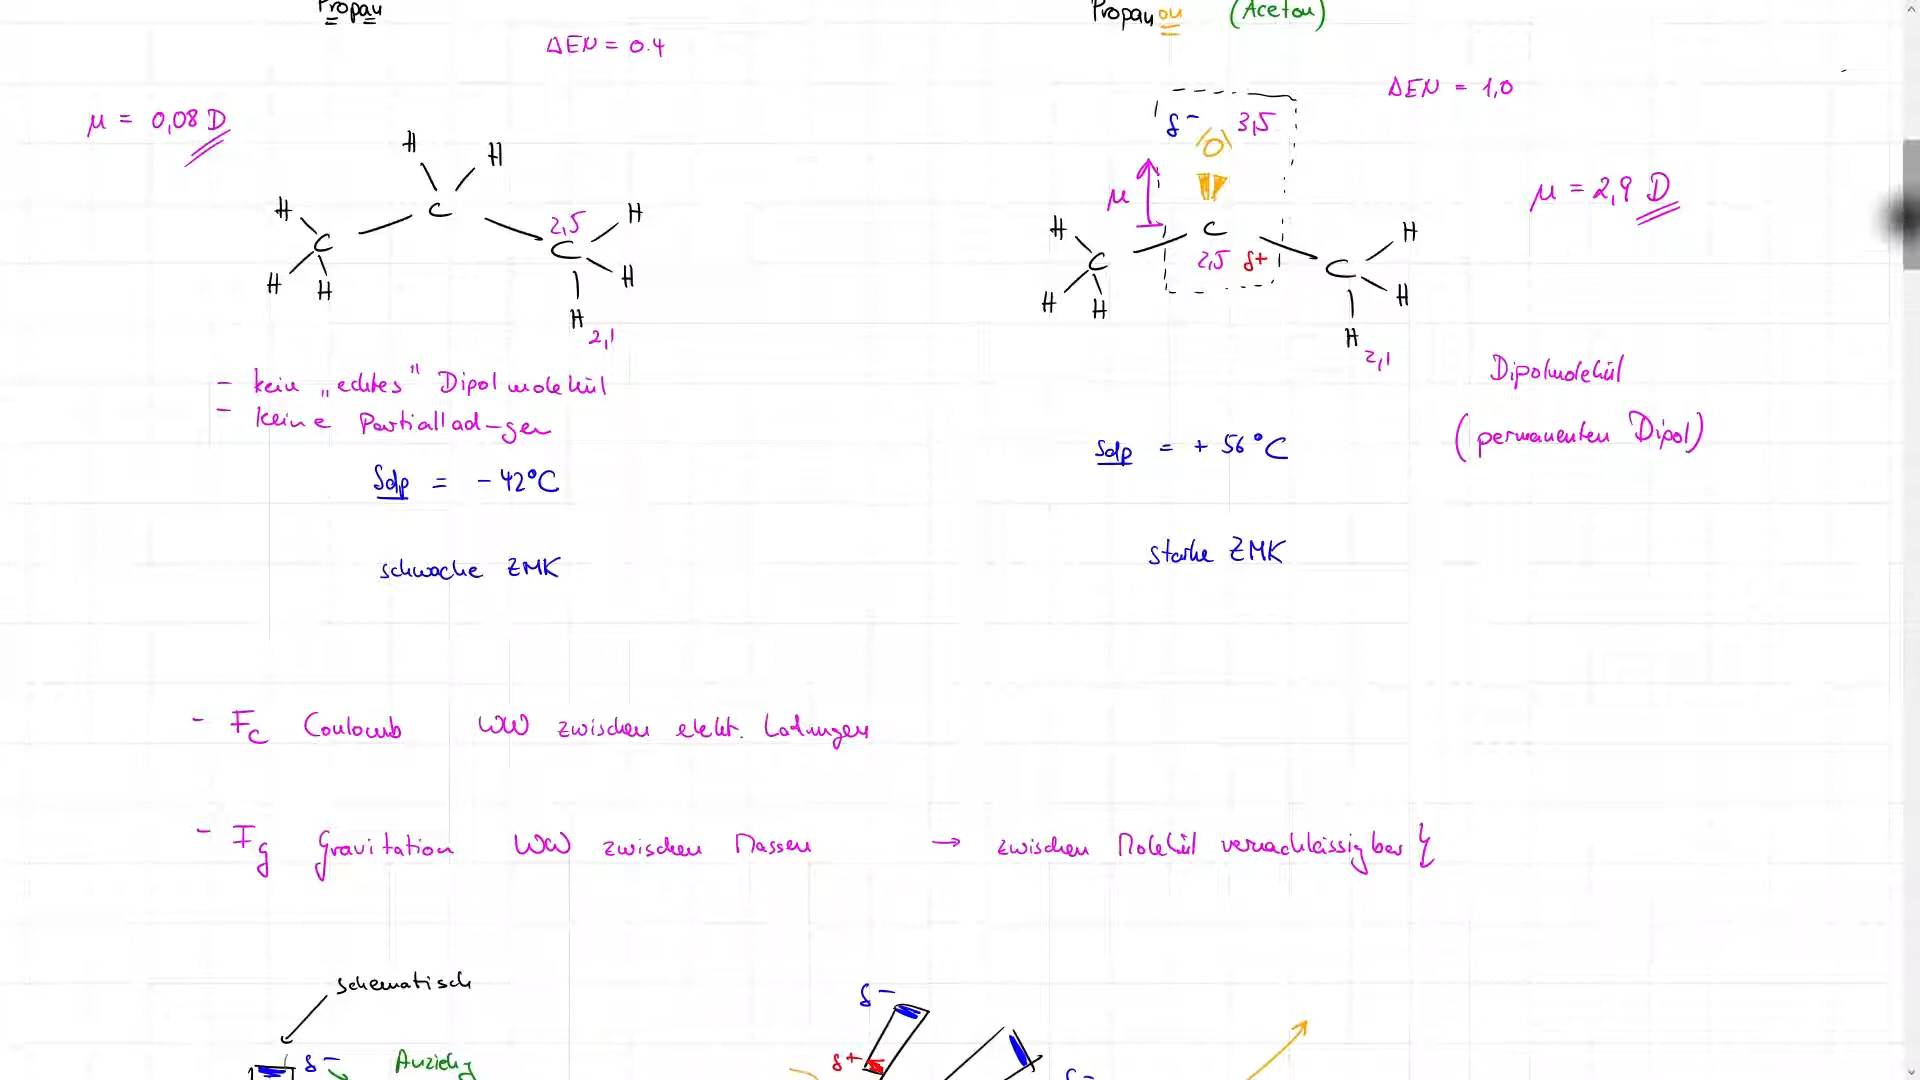 Propan
Propanon (Aceton)
ΔEN = 0.4
ΔEN = 1,0
μ = 0,08 D
H H
H C H
C 2,5 C
H H H
H 2,1
δ- 3,5
O
μ
μ = 2,9 D
H C H
C 2,5 δ+ C
H H H
H 2,1
- kein „echtes" Dipolmolekül
- keine Partialladungen
Sdp = - 42°C
schwache ZMK
Dipolmolekül
(permanenten Dipol)
Sdp = + 56°C
starke ZMK
- Fc Coulomb WW zwischen elekt. Ladungen
- Fg Gravitation WW zwischen Massen → zwischen Molekül vernachlässigbar
schematisch
δ- Anziehg
δ-
δ+